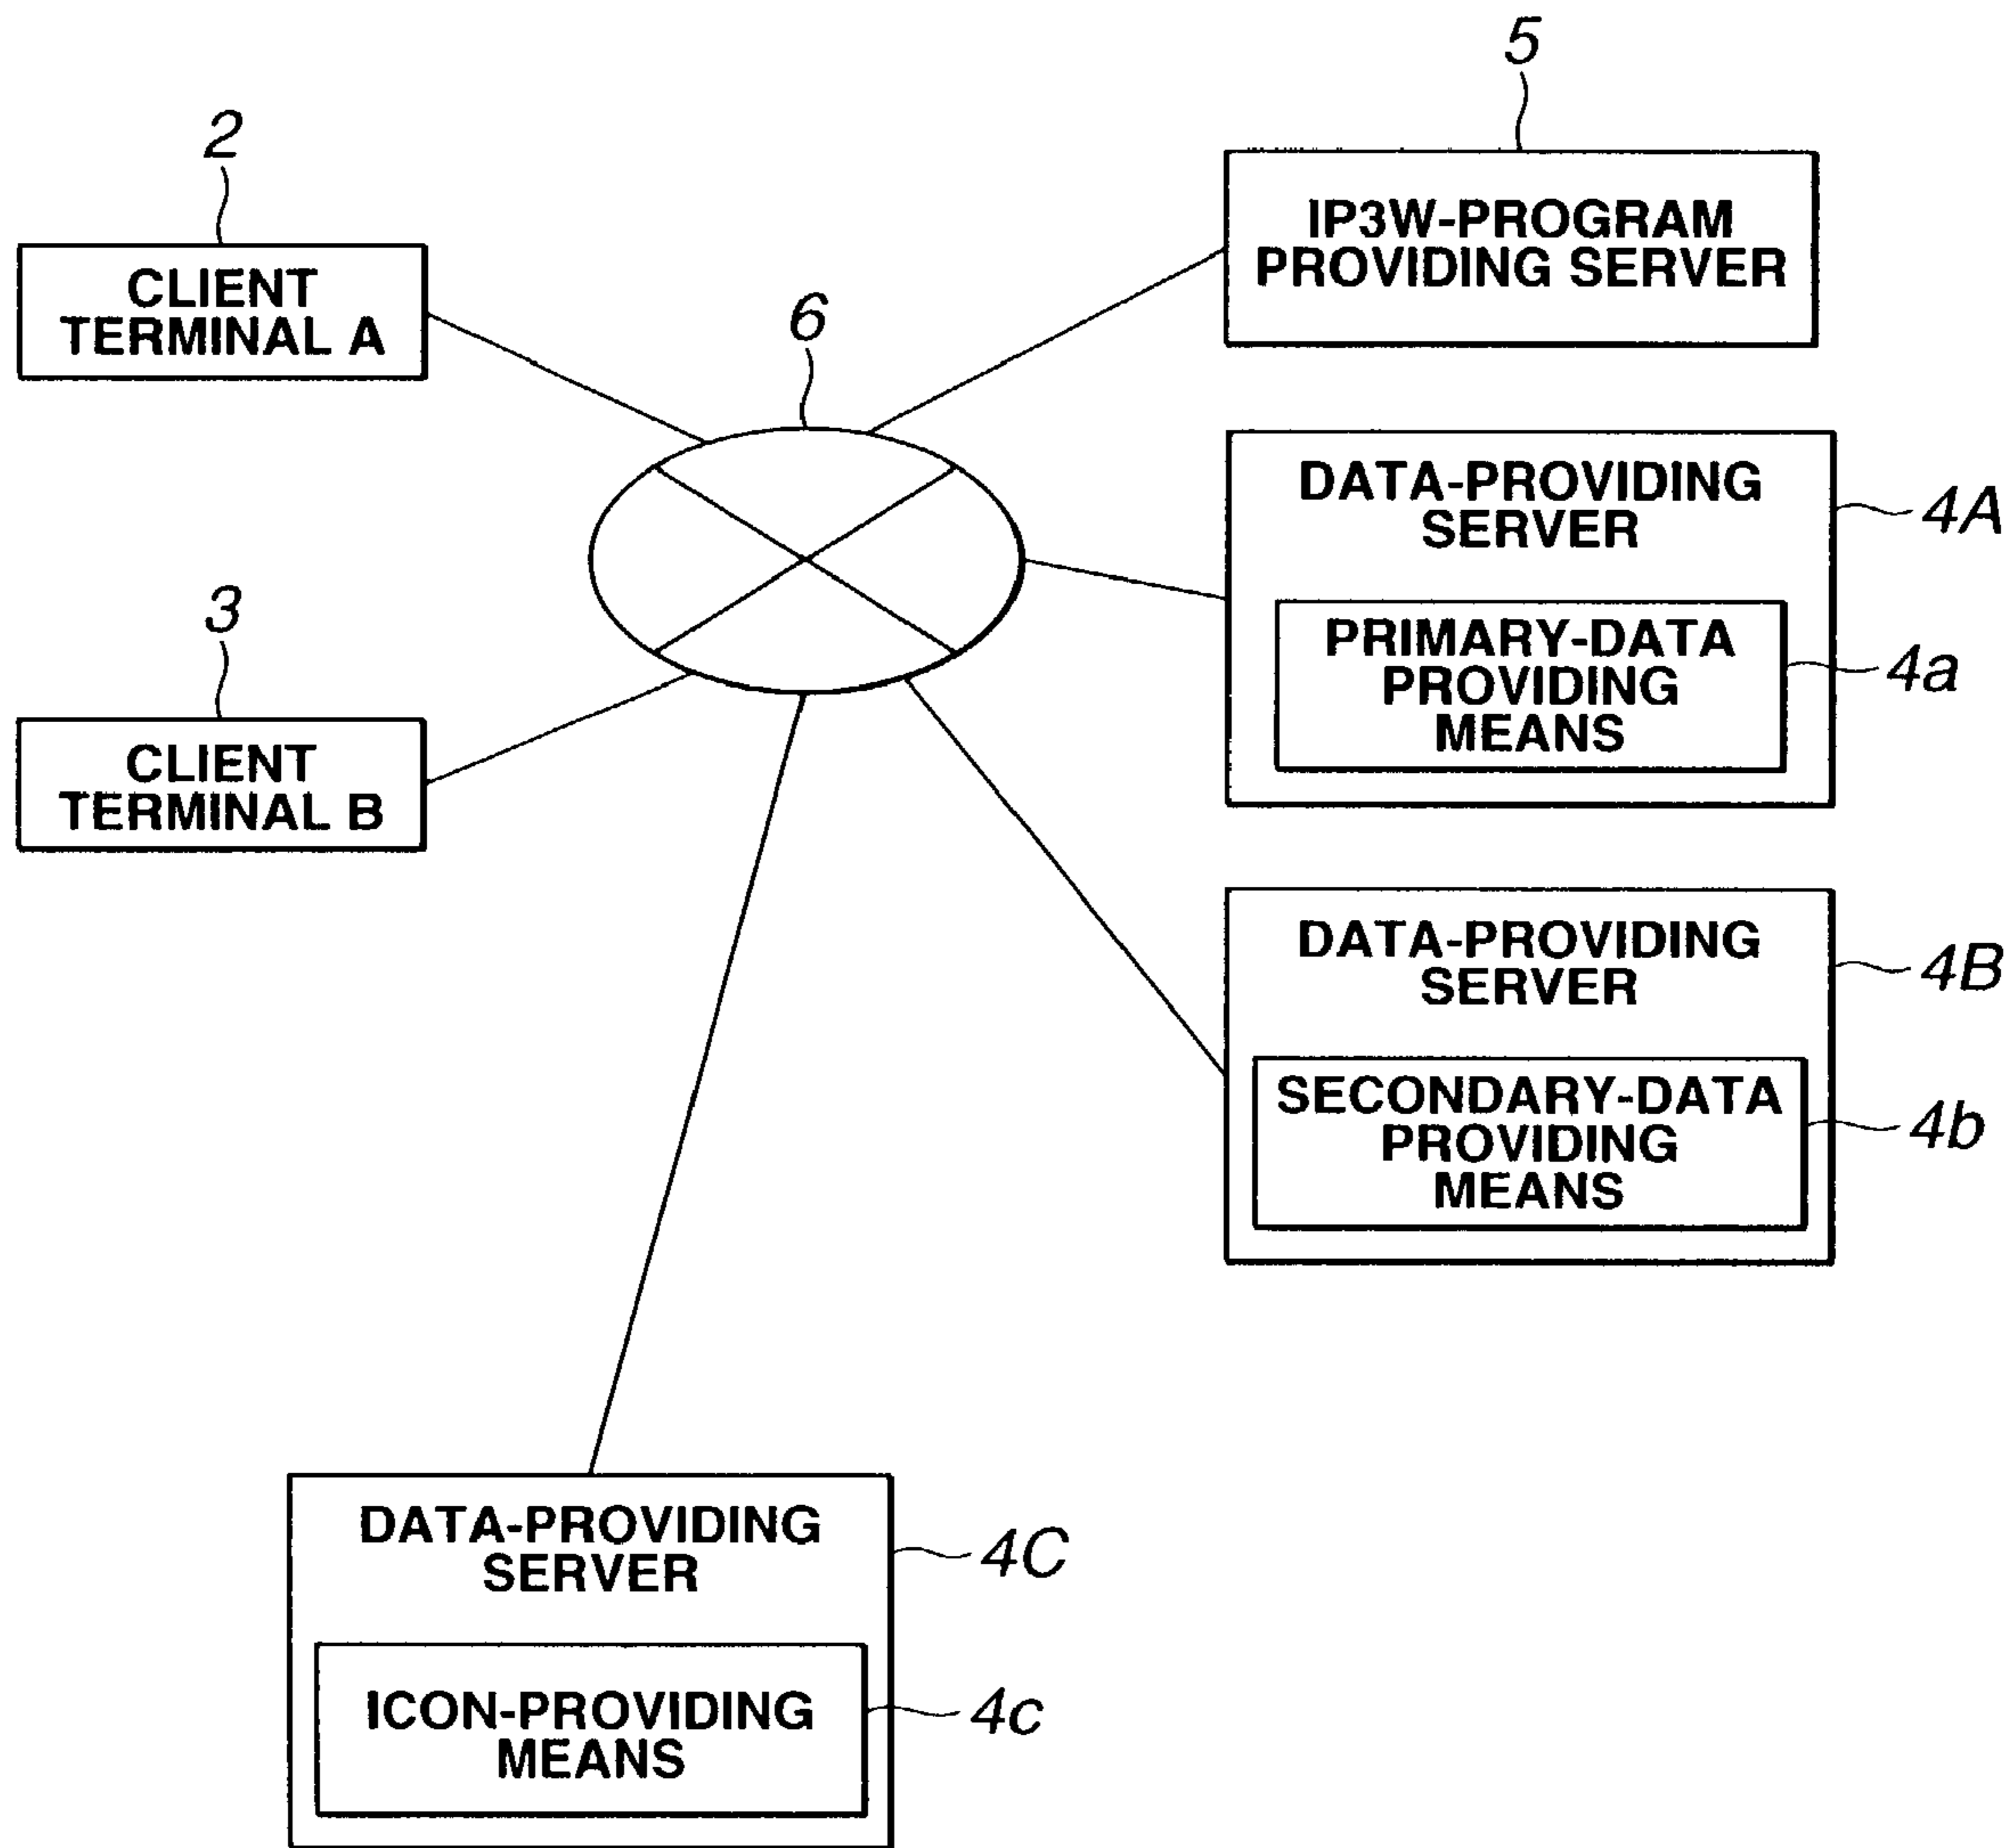 5
2
IP3W-PROGRAM
PROVIDING SERVER
CLIENT
TERMINAL A
6
DATA-PROVIDING
SERVER
4A
PRIMARY-DATA
PROVIDING
MEANS
4a
3
CLIENT
TERMINAL B
DATA-PROVIDING
SERVER
4B
SECONDARY-DATA
PROVIDING
MEANS
4b
DATA-PROVIDING
SERVER
4C
ICON-PROVIDING
MEANS
4c